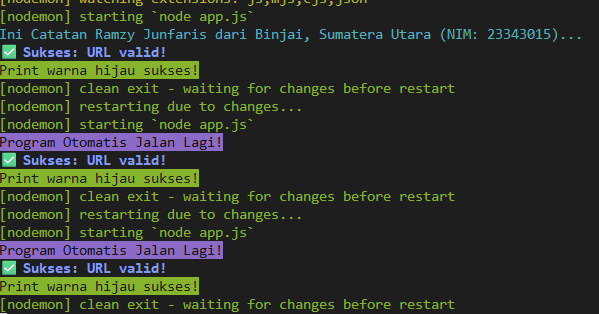 [nodemon] watching extensions: js,mjs,cjs,json
[nodemon] starting `node app.js`
Ini Catatan Ramzy Junfaris dari Binjai, Sumatera Utara (NIM: 23343015)...
✅ Sukses: URL valid!
Print warna hijau sukses!
[nodemon] clean exit - waiting for changes before restart
[nodemon] restarting due to changes...
[nodemon] starting `node app.js`
Program Otomatis Jalan Lagi!
✅ Sukses: URL valid!
Print warna hijau sukses!
[nodemon] clean exit - waiting for changes before restart
[nodemon] restarting due to changes...
[nodemon] starting `node app.js`
Program Otomatis Jalan Lagi!
✅ Sukses: URL valid!
Print warna hijau sukses!
[nodemon] clean exit - waiting for changes before restart